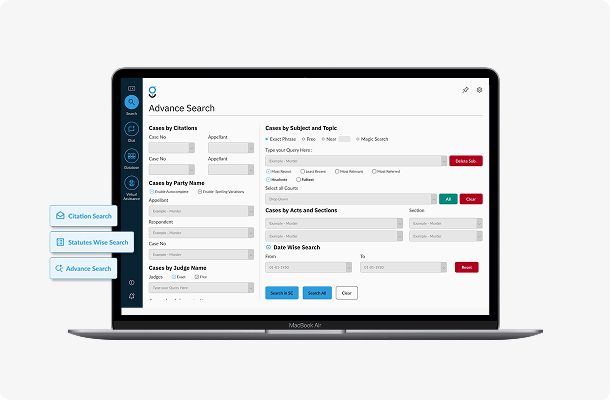 Advance Search
Search
Chat
Database
Virtual
Assistance
Cases by Citations
Case No
Appellant
Case No
Appellant
Cases by Party Name
Enable Autocomplete
Enable Spelling Variations
Appellant
Example - Murder
Respondent
Example - Murder
Case No
Example - Murder
Cases by Judge Name
Judges
Exact
Free
Type your Query Here
Cases by Subject and Topic
Exact Phrase
Free
Near
Magic Search
Type your Query Here :
Example - Murder
Delete Sub.
Most Recent
Least Recent
Most Relevant
Most Referred
Headnote
Fulltext
Select all Courts
Drop Down
All
Clear
Cases by Acts and Sections
Section
Example - Murder
Example - Murder
Example - Murder
Example - Murder
Date Wise Search
From
To
01-01-1950
01-01-1950
Reset
Search in SC
Search All
Clear
Citation Search
Statutes Wise Search
Advance Search
MacBook Air